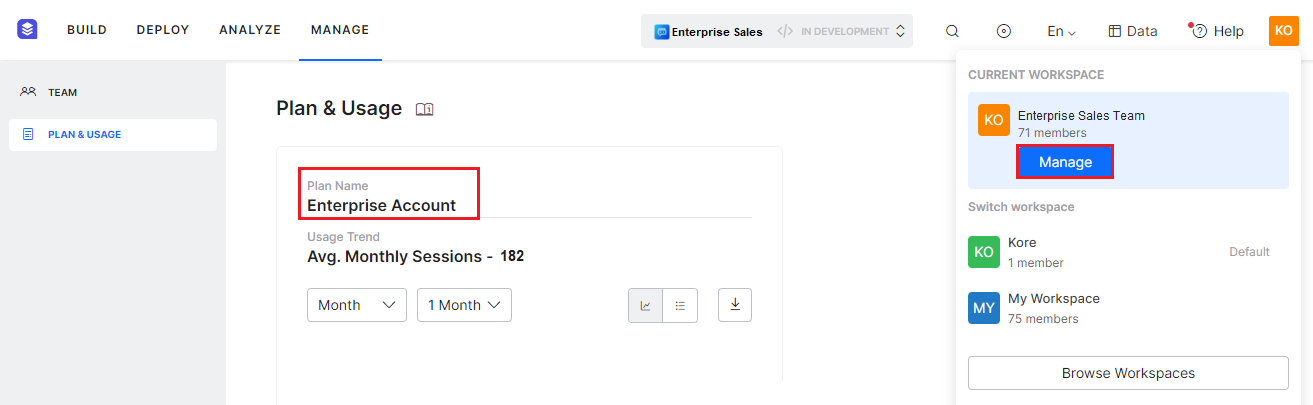 BUILD DEPLOY ANALYZE MANAGE Enterprise Sales </> IN DEVELOPMENT En Data Help KO
TEAM
PLAN & USAGE
Plan & Usage 1
Plan Name
Enterprise Account
Usage Trend
Avg. Monthly Sessions - 182
Month 1 Month
CURRENT WORKSPACE
KO Enterprise Sales Team
71 members
Manage
Switch workspace
KO Kore Default
1 member
MY My Workspace
75 members
Browse Workspaces